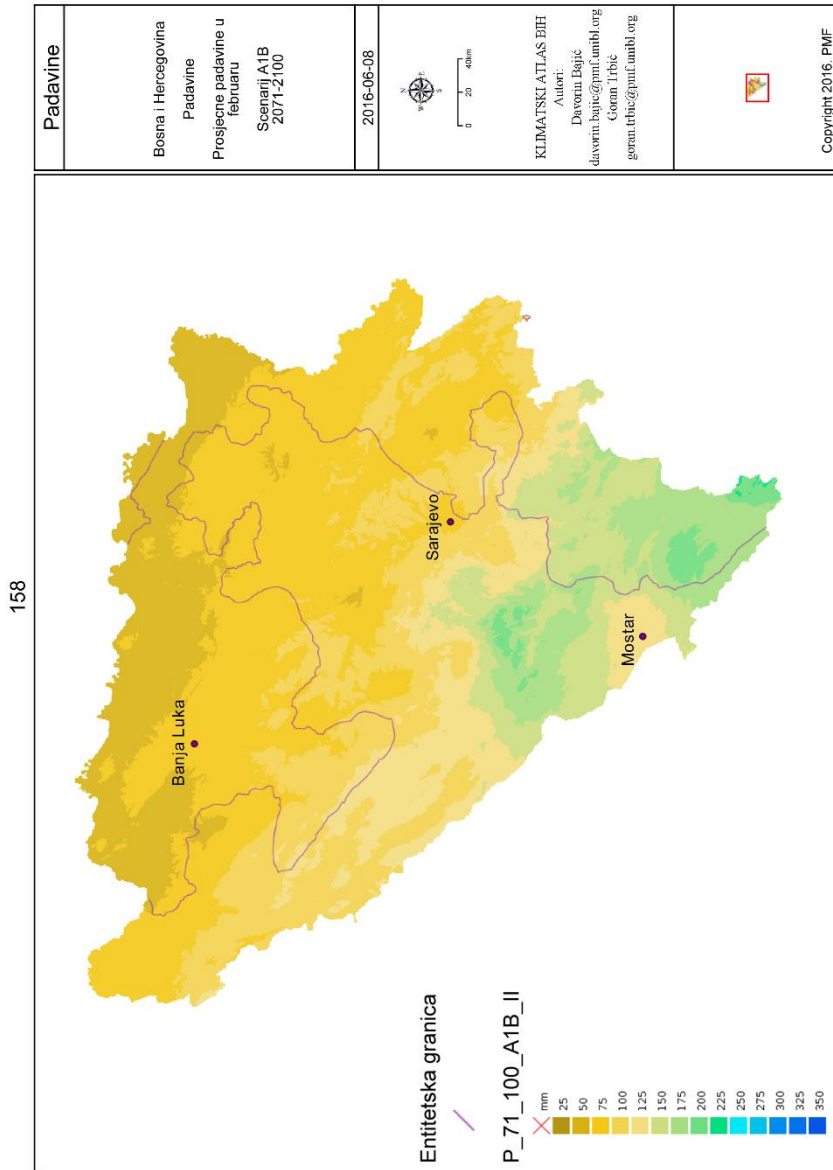 158
Padavine
Bosna i Hercegovina
Padavine
Prosjecne padavine u
februaru
Scenarij A1B
2071-2100
2016-06-08
N
W
E
S
0
20
40km
KLIMATSKI ATLAS BIH
Autori:
Davorin Bajić
davorin.bajic@pmf.unibl.org
Goran Trbić
goran.trbic@pmf.unibl.org
Copyright 2016. PMF
Banja Luka
Sarajevo
Mostar
Entitetska granica
P_71_100_A1B_II
mm
25
50
75
100
125
150
175
200
225
250
275
300
325
350